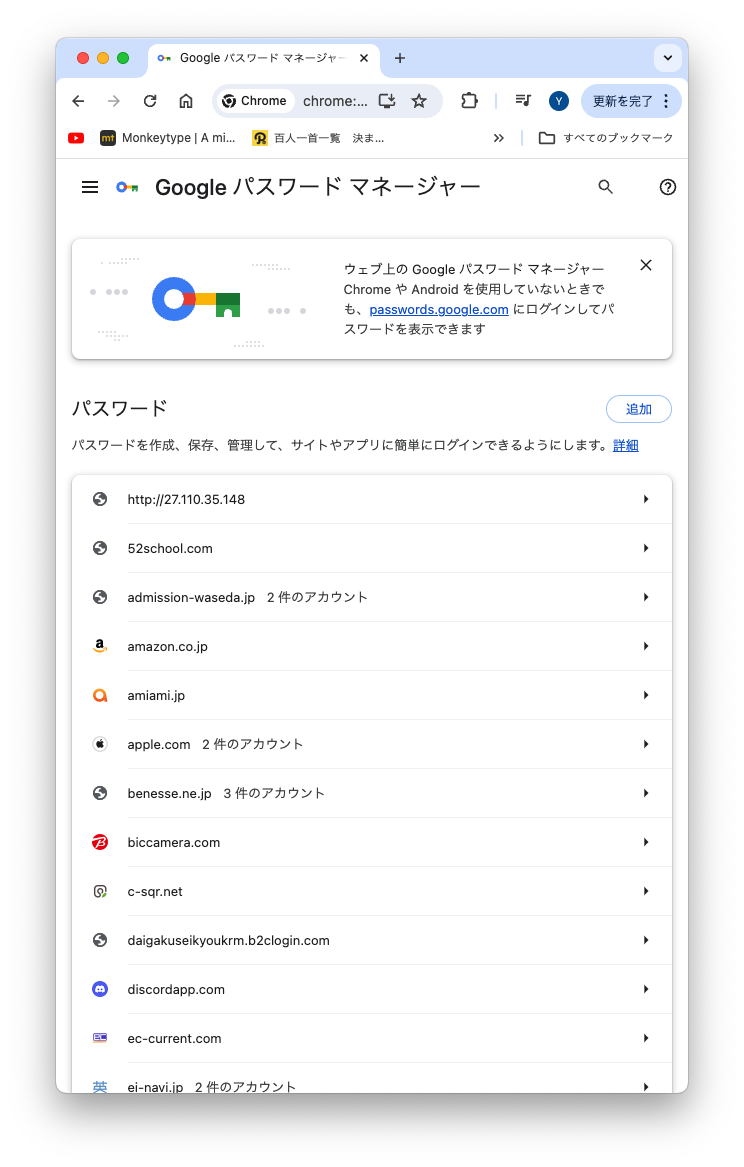 Google パスワード マネージャー
Chrome
chrome:...
Y
更新を完了
mt Monkeytype | A mi...
百人一首一覧 決ま...
すべてのブックマーク
Google パスワード マネージャー
ウェブ上の Google パスワード マネージャー
Chrome や Android を使用していないときで
も、passwords.google.com にログインしてパ
スワードを表示できます
パスワード
追加
パスワードを作成、保存、管理して、サイトやアプリに簡単にログインできるようにします。詳細
http://27.110.35.148
52school.com
admission-waseda.jp 2 件のアカウント
amazon.co.jp
amiami.jp
apple.com 2 件のアカウント
benesse.ne.jp 3 件のアカウント
biccamera.com
c-sqr.net
daigakuseikyoukrm.b2clogin.com
discordapp.com
ec-current.com
英 ei-navi.jp 2 件のアカウント